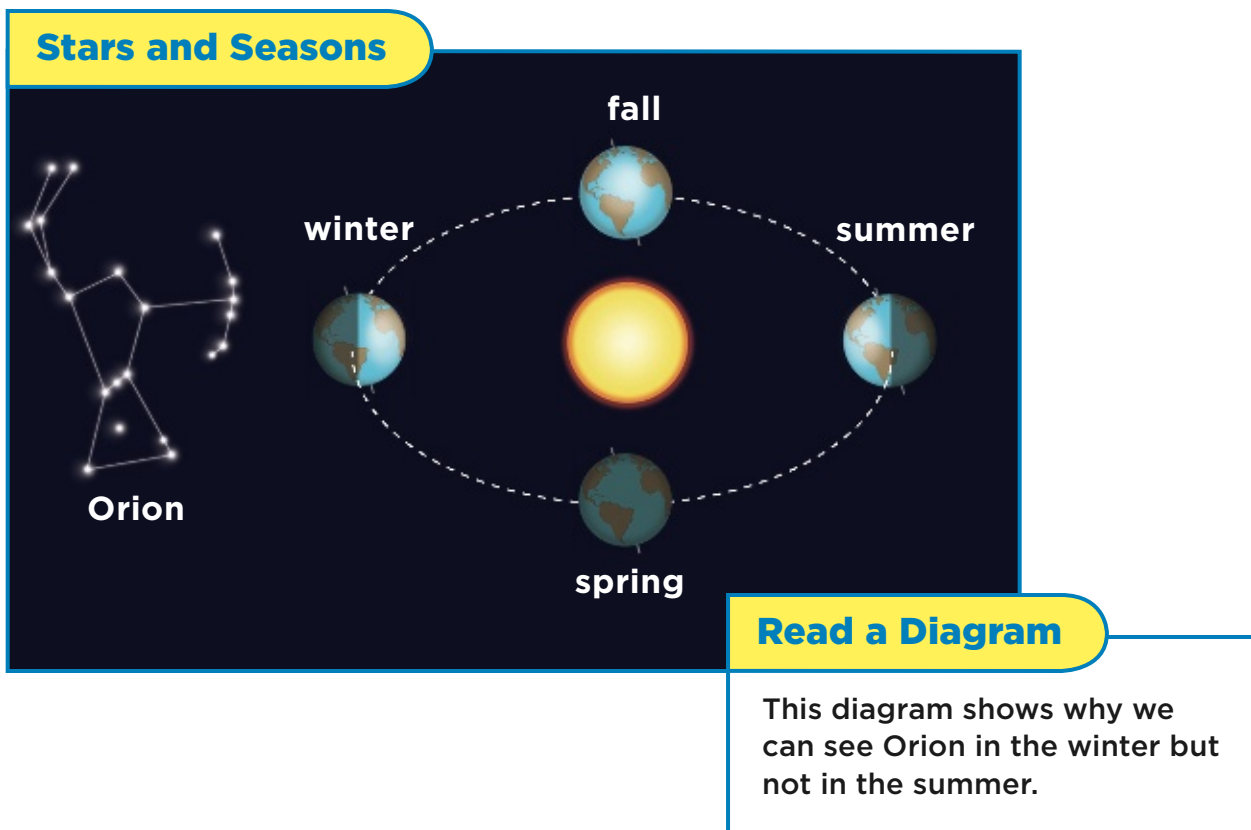 Stars and Seasons
fall
winter
summer
Orion
spring
Read a Diagram
This diagram shows why we
can see Orion in the winter but
not in the summer.